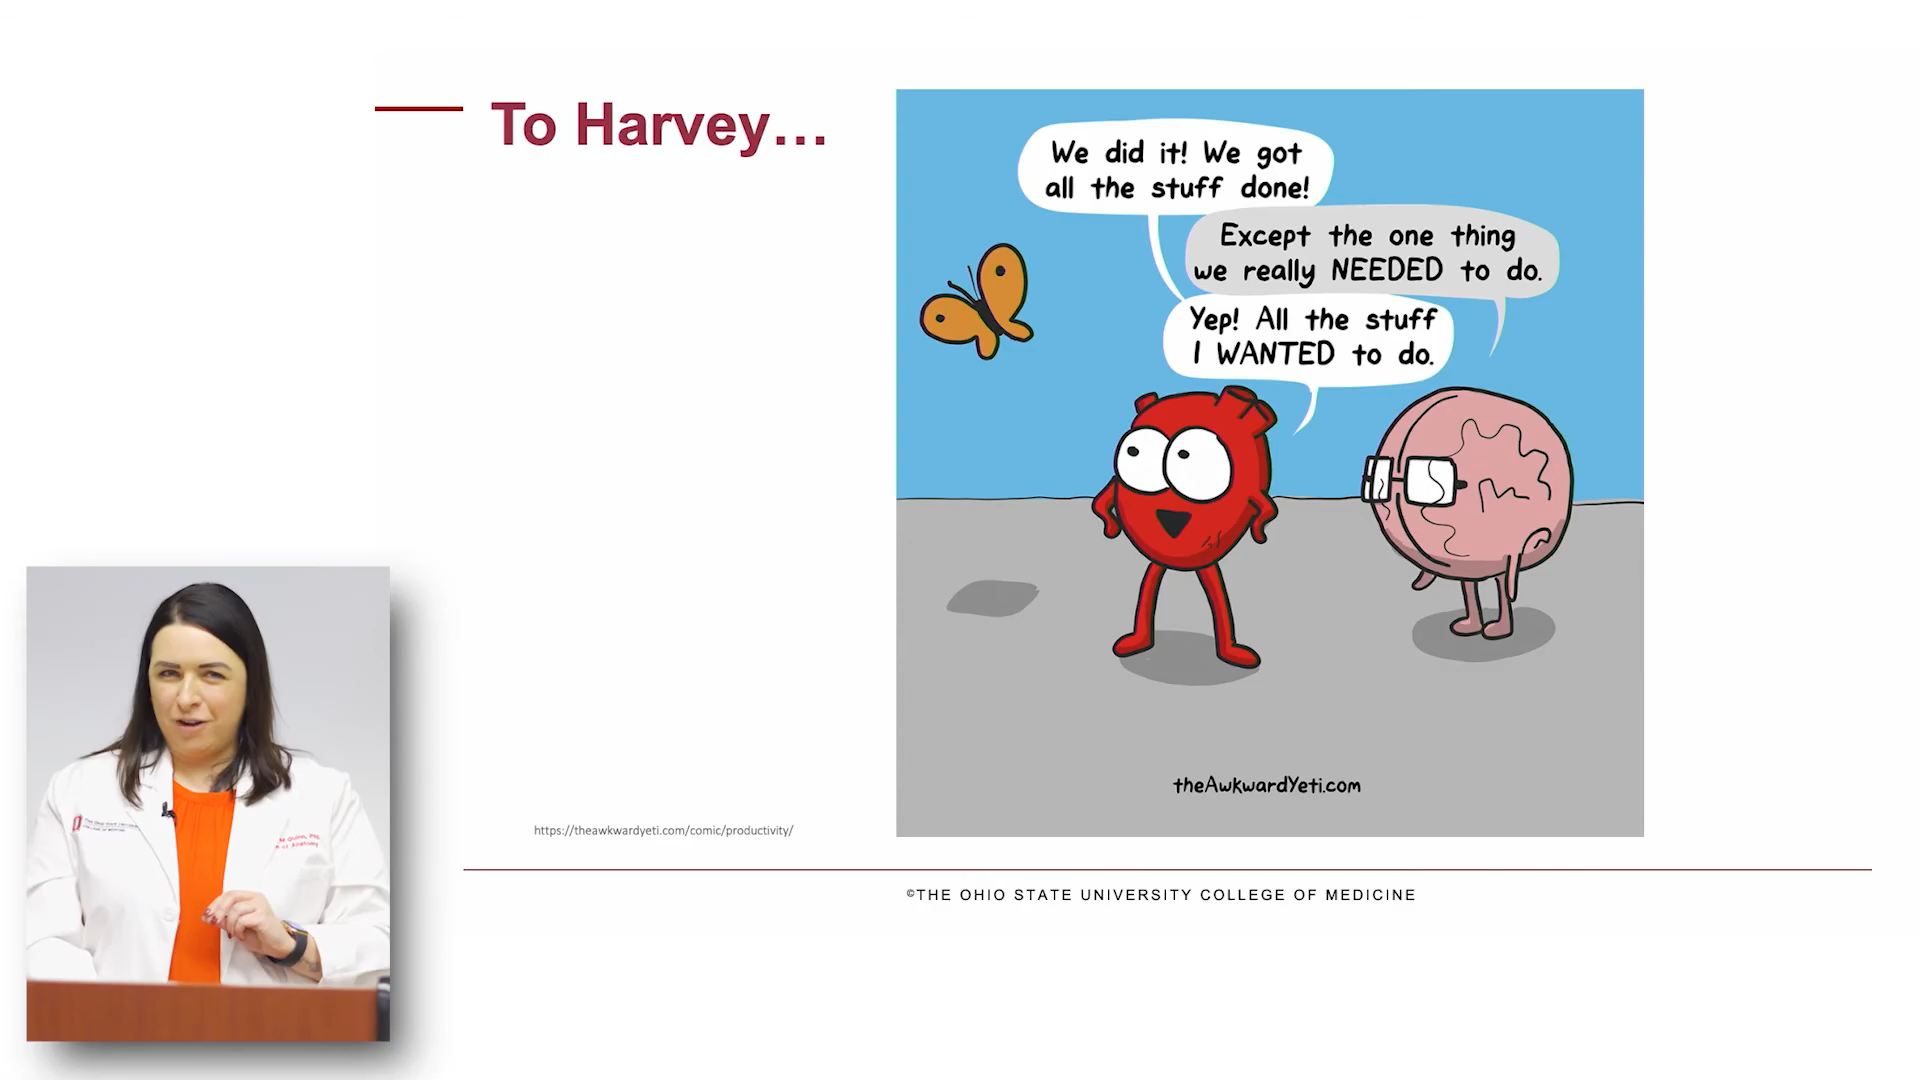 To Harvey…
We did it! We got
all the stuff done!
Except the one thing
we really NEEDED to do.
Yep! All the stuff
I WANTED to do.
theAwkwardYeti.com
https://theawkwardyeti.com/comic/productivity/
©THE OHIO STATE UNIVERSITY COLLEGE OF MEDICINE